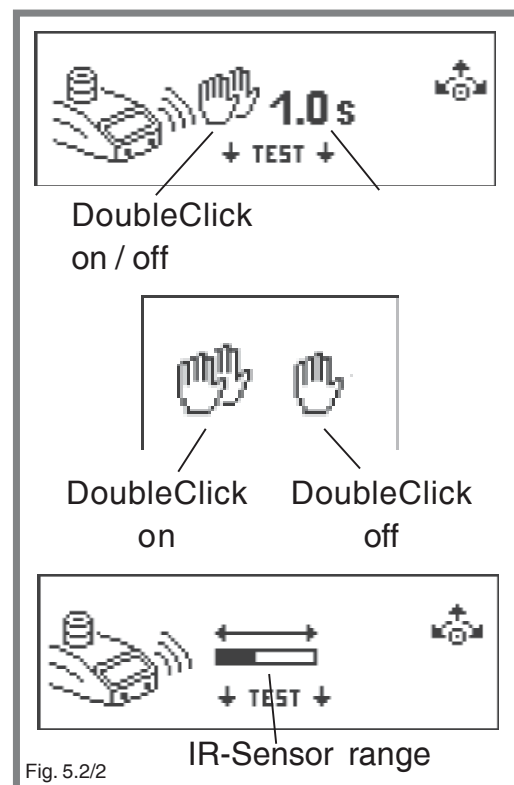 1.0 s
TEST
DoubleClick
on / off
DoubleClick DoubleClick
on off
TEST
IR-Sensor range
Fig. 5.2/2